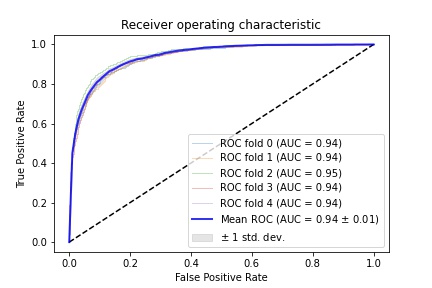 Receiver operating characteristic
True Positive Rate
1.0
0.8
0.6
0.4
0.2
0.0
ROC fold 0 (AUC = 0.94)
ROC fold 1 (AUC = 0.94)
ROC fold 2 (AUC = 0.95)
ROC fold 3 (AUC = 0.94)
ROC fold 4 (AUC = 0.94)
Mean ROC (AUC = 0.94 ± 0.01)
± 1 std. dev.
0.0 0.2 0.4 0.6 0.8 1.0
False Positive Rate